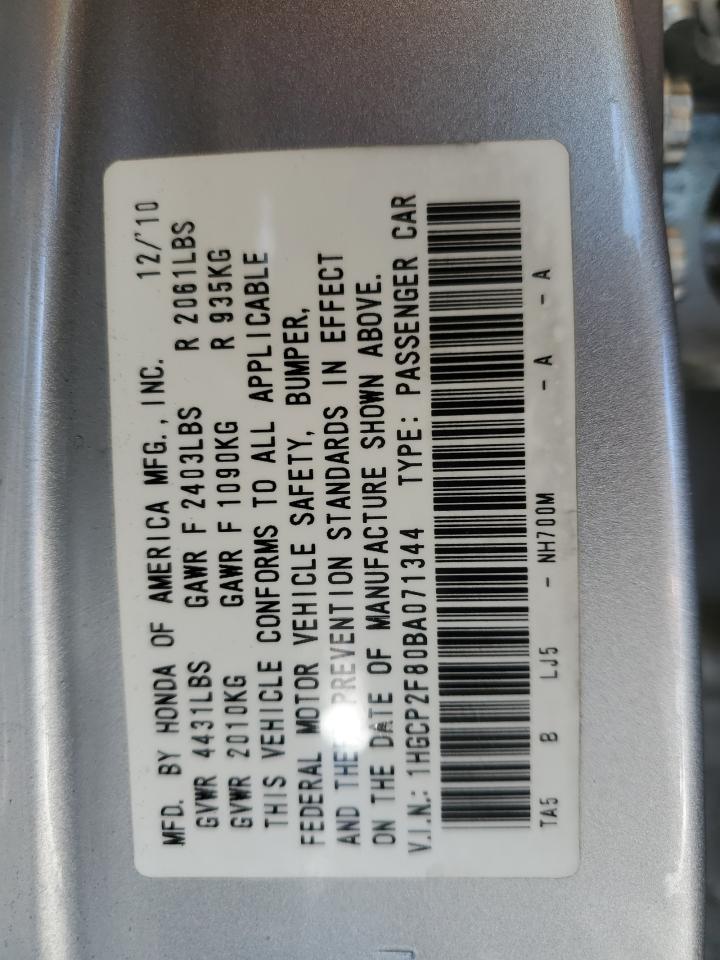 MFD. BY HONDA OF AMERICA MFG., INC. 12/'10
GVWR 4431LBS GAWR F 2403LBS R 2061LBS
GVWR 2010KG GAWR F 1090KG R 935KG
THIS VEHICLE CONFORMS TO ALL APPLICABLE
FEDERAL MOTOR VEHICLE SAFETY, BUMPER,
AND THEFT PREVENTION STANDARDS IN EFFECT
ON THE DATE OF MANUFACTURE SHOWN ABOVE.
V.I.N.: 1HGCP2F80BA071344 TYPE: PASSENGER CAR
TA5 B LJ5 - NH700M - A - A